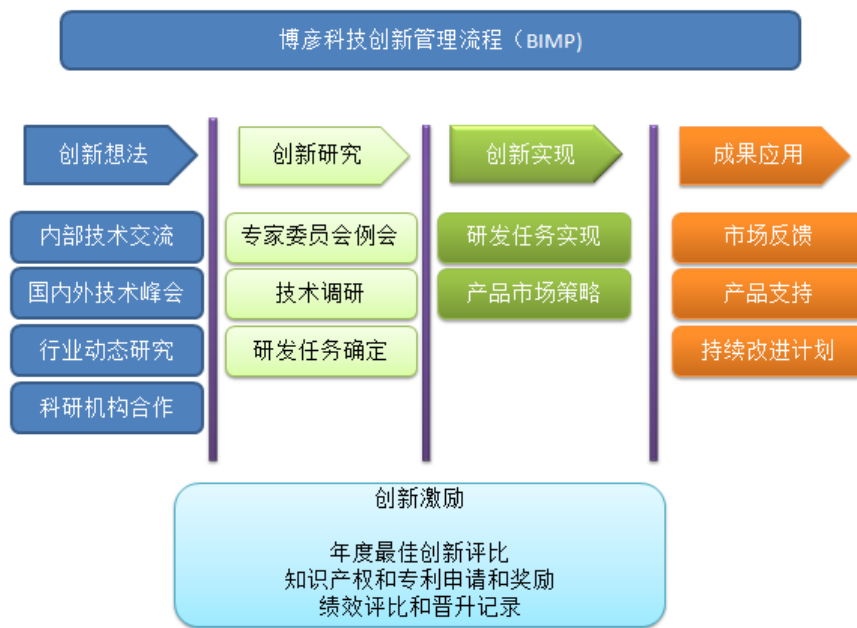 博彦科技创新管理流程（BIMP)
创新想法
创新研究
创新实现
成果应用
内部技术交流
专家委员会例会
研发任务实现
市场反馈
国内外技术峰会
技术调研
产品市场策略
产品支持
行业动态研究
研发任务确定
持续改进计划
科研机构合作
创新激励
年度最佳创新评比
知识产权和专利申请和奖励
绩效评比和晋升记录